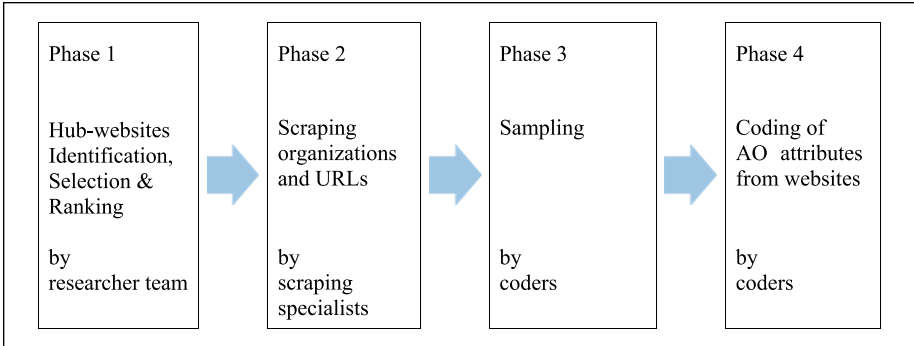 Phase 1
Hub-websites
Identification,
Selection &
Ranking
by
researcher team
Phase 2
Scraping
organizations
and URLs
by
scraping
specialists
Phase 3
Sampling
by
coders
Phase 4
Coding of
AO attributes
from websites
by
coders